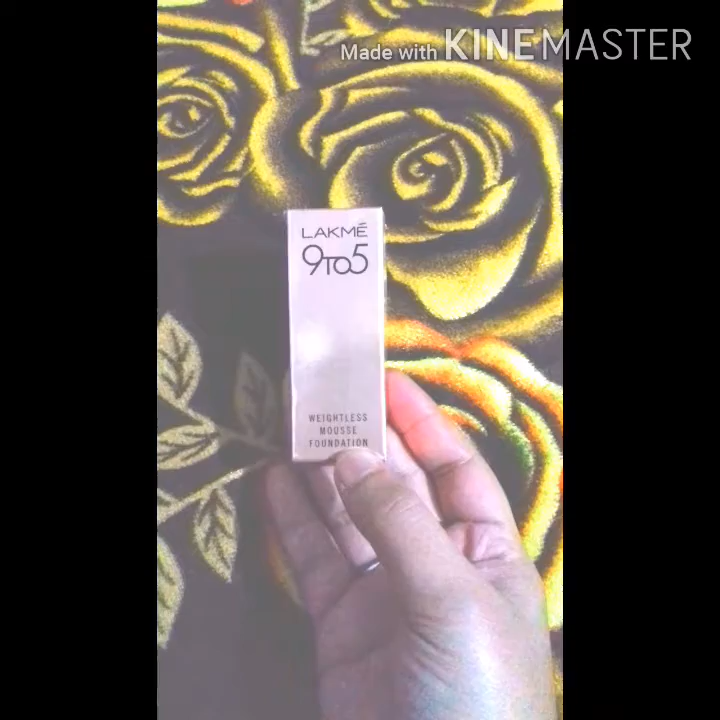 Made with KINEMASTER
LAKMÉ
9TO5
WEIGHTLESS
MOUSSE
FOUNDATION